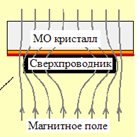 МО кристалл
Сверхпроводник
Магнитное поле